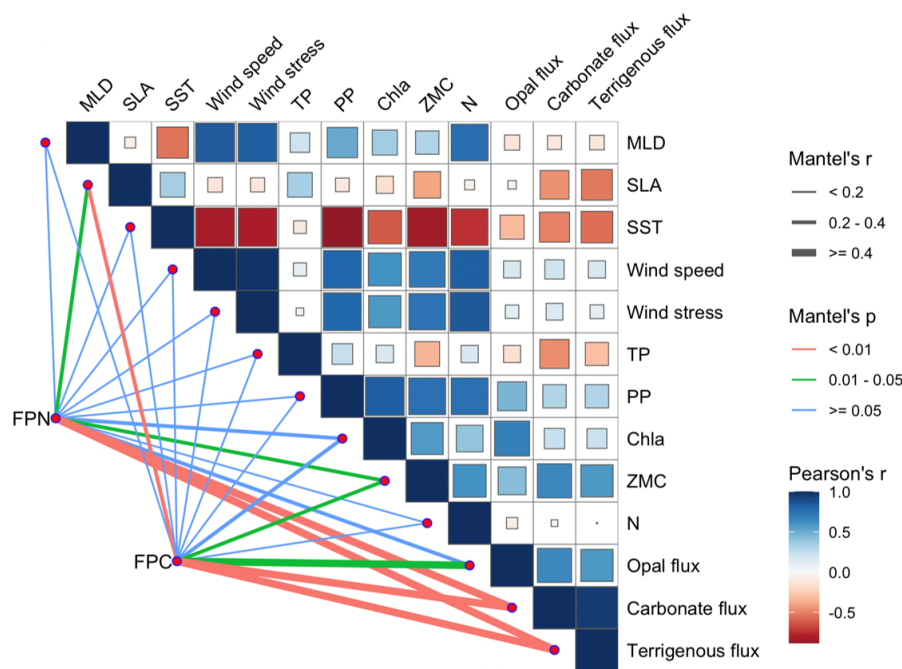 MLD
SLA
SST
Wind speed
Wind stress
TP
PP
Chla
ZMC
N
Opal flux
Carbonate flux
Terrigenous flux
MLD
SLA
SST
Wind speed
Wind stress
TP
PP
Chla
ZMC
N
Opal flux
Carbonate flux
Terrigenous flux
FPN
FPC
Mantel's r
< 0.2
0.2 - 0.4
>= 0.4
Mantel's p
< 0.01
0.01 - 0.05
>= 0.05
Pearson's r
1.0
0.5
0.0
-0.5